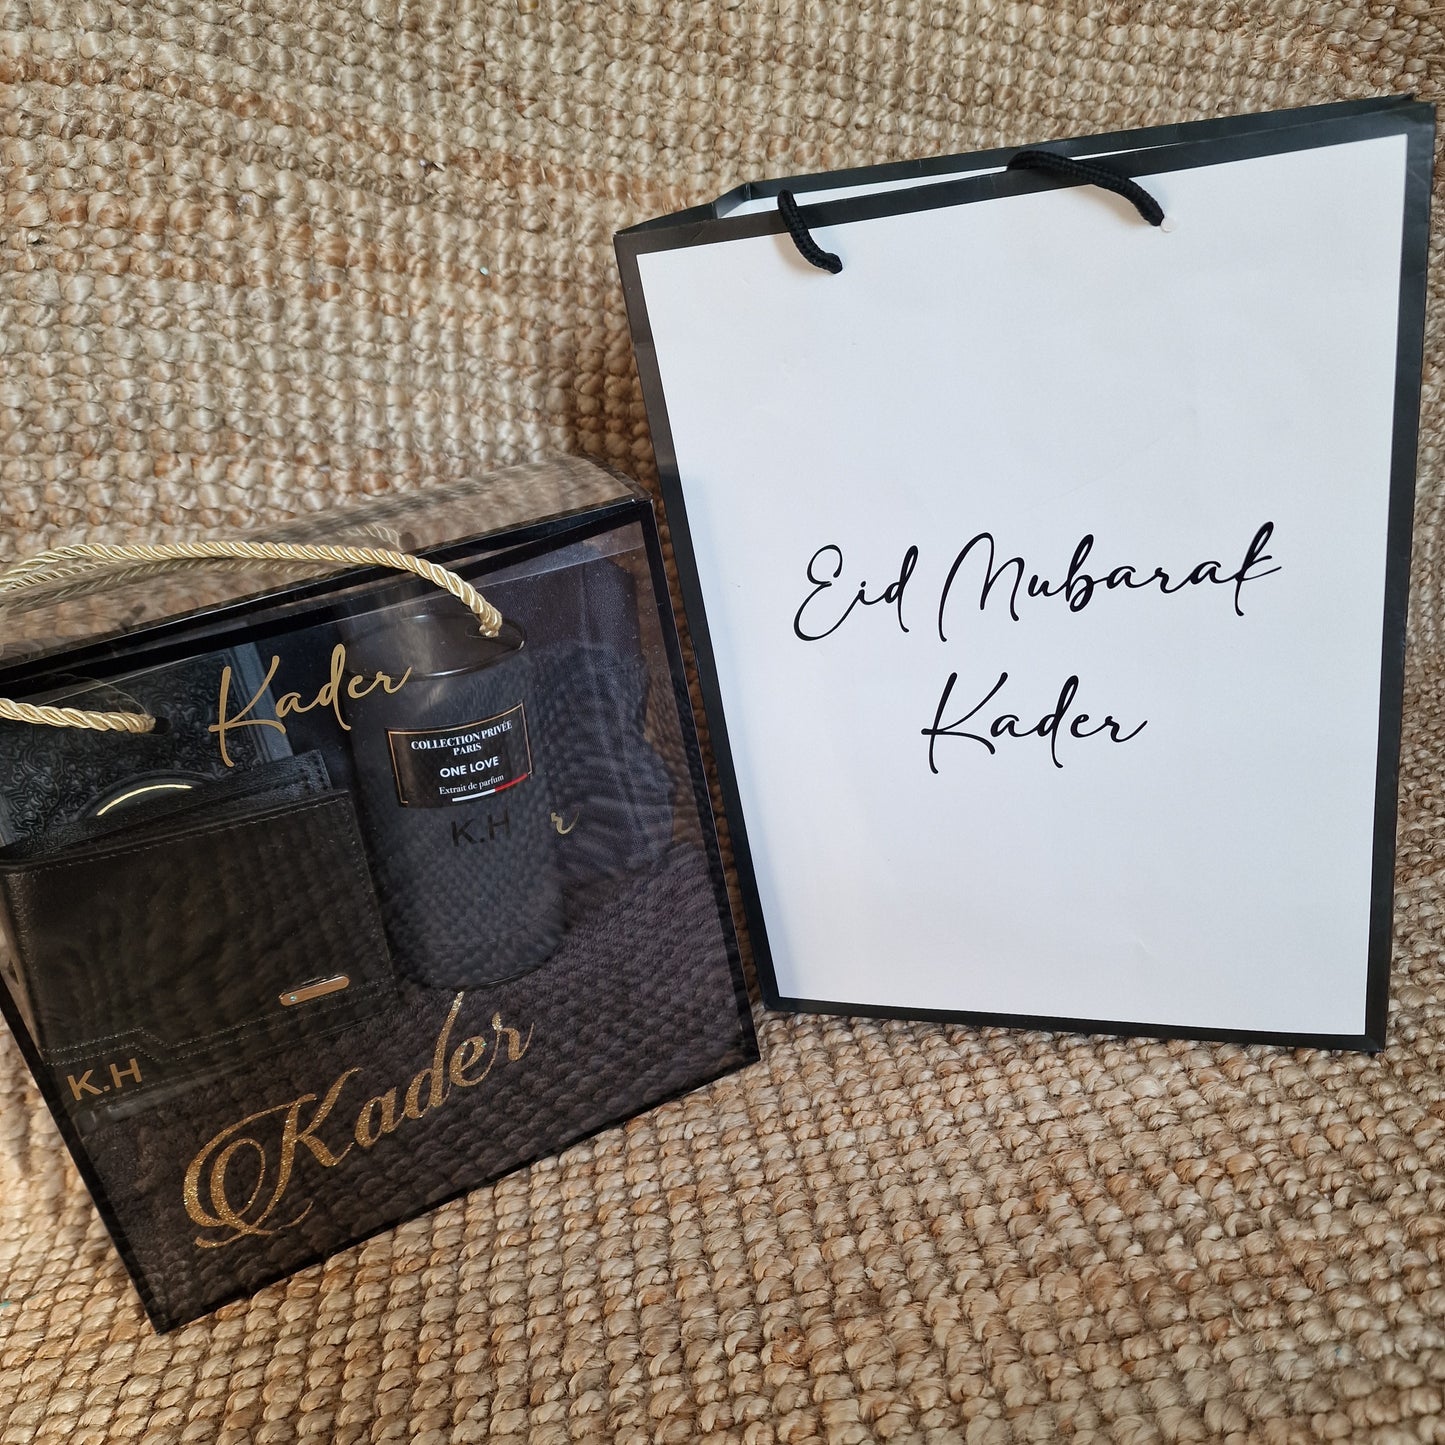 Kader
COLLECTION PRIVÉE
PARIS
ONE LOVE
Extrait de parfum
K.H
r
K.H
Kader
Eid Mubarak
Kader